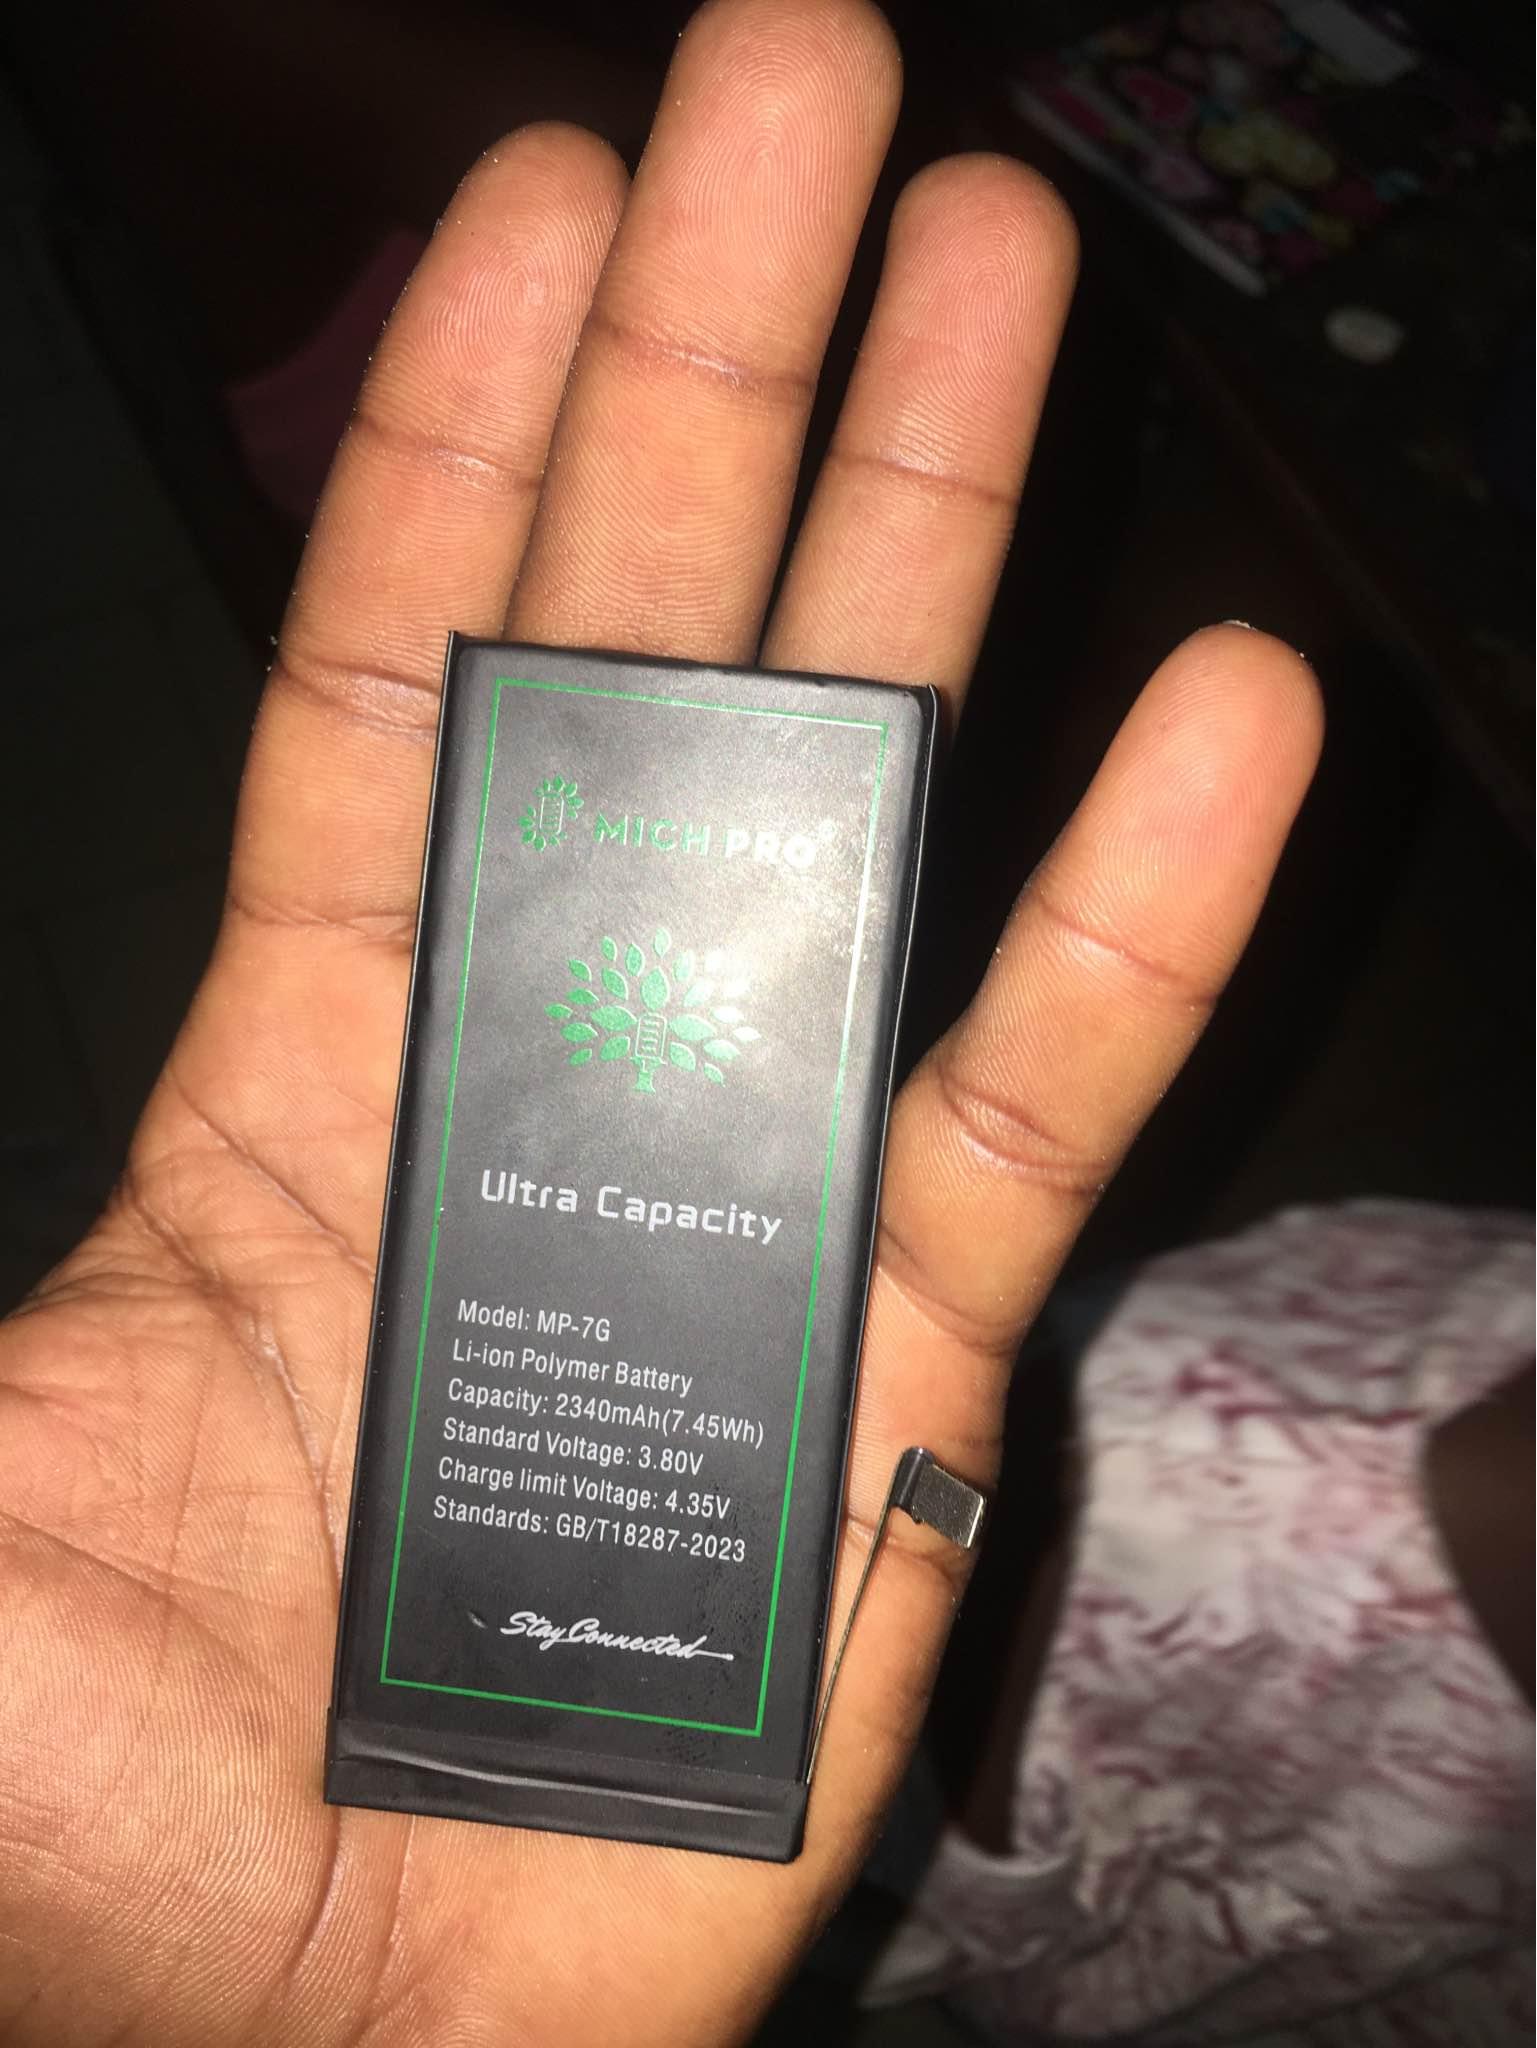 MICH PRO®
Ultra Capacity
Model: MP-7G
Li-ion Polymer Battery
Capacity: 2340mAh(7.45Wh)
Standard Voltage: 3.80V
Charge limit Voltage: 4.35V
Standards: GB/T18287-2023
Stay Connected